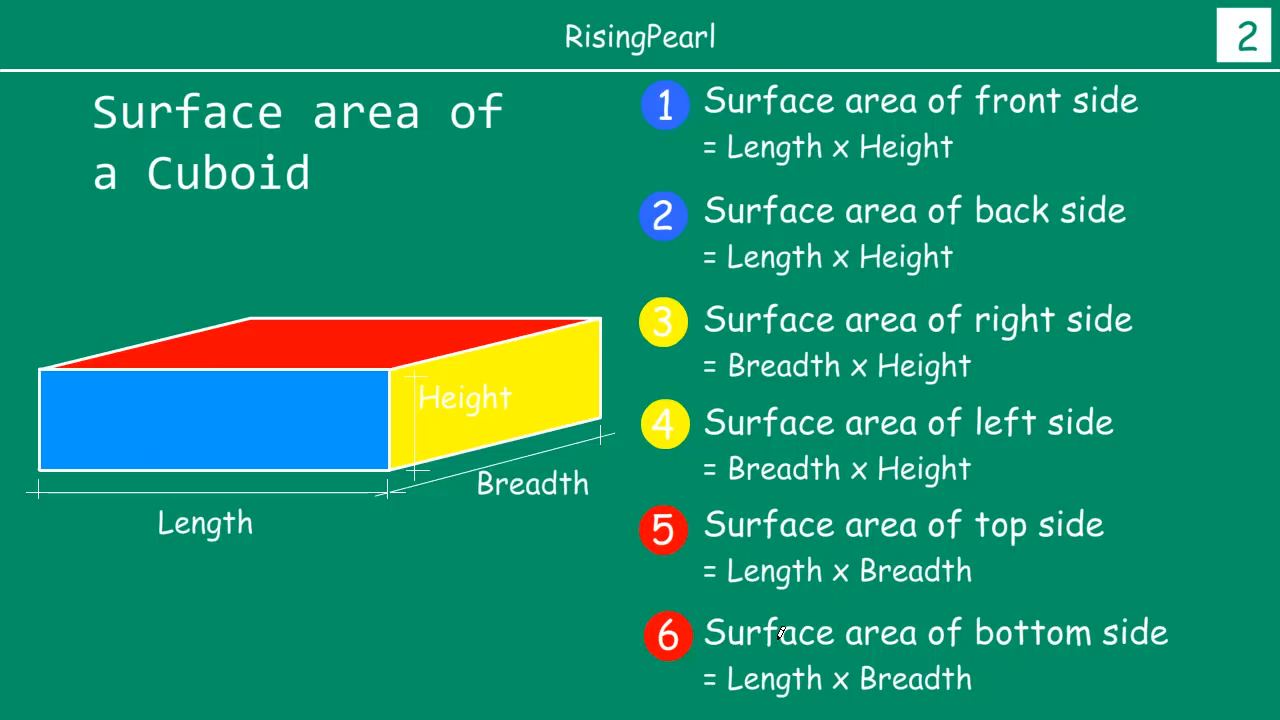 RisingPearl
2
Surface area of
a Cuboid
Height
Breadth
Length
1 Surface area of front side
= Length x Height
2 Surface area of back side
= Length x Height
3 Surface area of right side
= Breadth x Height
4 Surface area of left side
= Breadth x Height
5 Surface area of top side
= Length x Breadth
6 Surface area of bottom side
= Length x Breadth